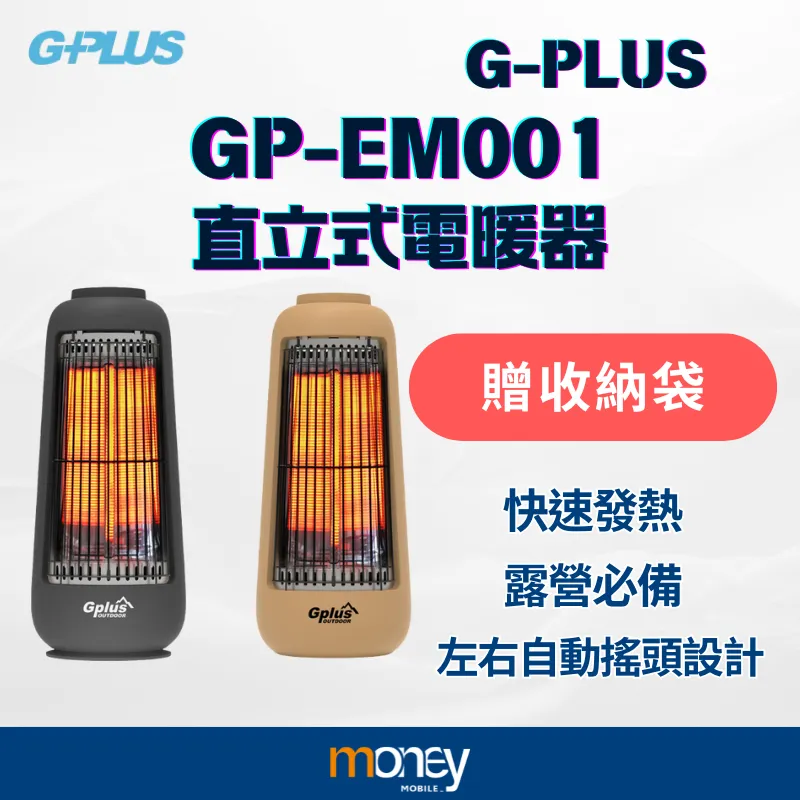 G-PLUS
G-PLUS
GP-EM001
直立式電暖器
贈收納袋
快速發熱
露營必備
左右自動搖頭設計
Gplus
OUTDOOR
Gplus
OUTDOOR
money
MOBILE